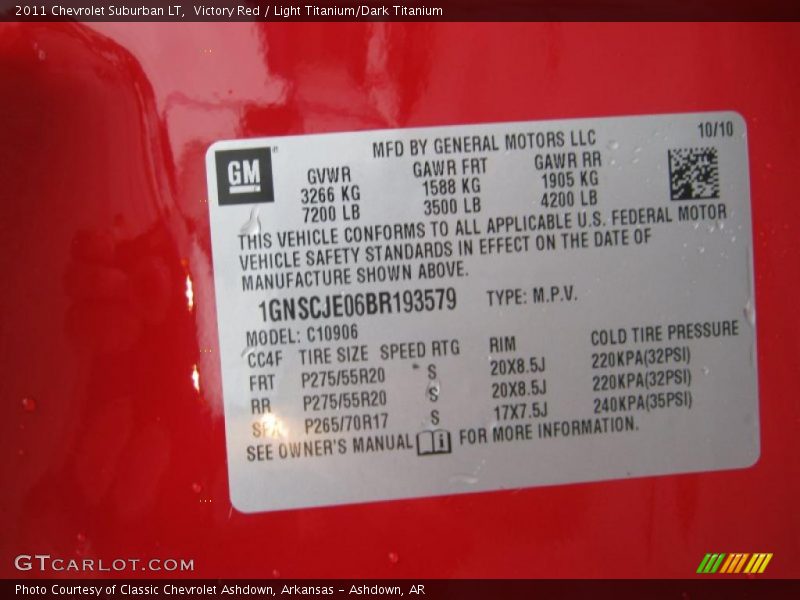 2011 Chevrolet Suburban LT,  Victory Red / Light Titanium/Dark Titanium
MFD BY GENERAL MOTORS LLC
10/10
GM
GVWR GAWR FRT GAWR RR
3266 KG 1588 KG 1905 KG
7200 LB 3500 LB 4200 LB
THIS VEHICLE CONFORMS TO ALL APPLICABLE U.S. FEDERAL MOTOR
VEHICLE SAFETY STANDARDS IN EFFECT ON THE DATE OF
MANUFACTURE SHOWN ABOVE.
1GNSCJE06BR193579 TYPE: M.P.V.
MODEL: C10906
CC4F TIRE SIZE SPEED RTG RIM COLD TIRE PRESSURE
FRT P275/55R20 S 20X8.5J 220KPA(32PSI)
RR P275/55R20 S 20X8.5J 220KPA(32PSI)
SPA P265/70R17 S 17X7.5J 240KPA(35PSI)
SEE OWNER'S MANUAL FOR MORE INFORMATION.
GTCARLOT.COM
Photo Courtesy of Classic Chevrolet Ashdown, Arkansas - Ashdown, AR